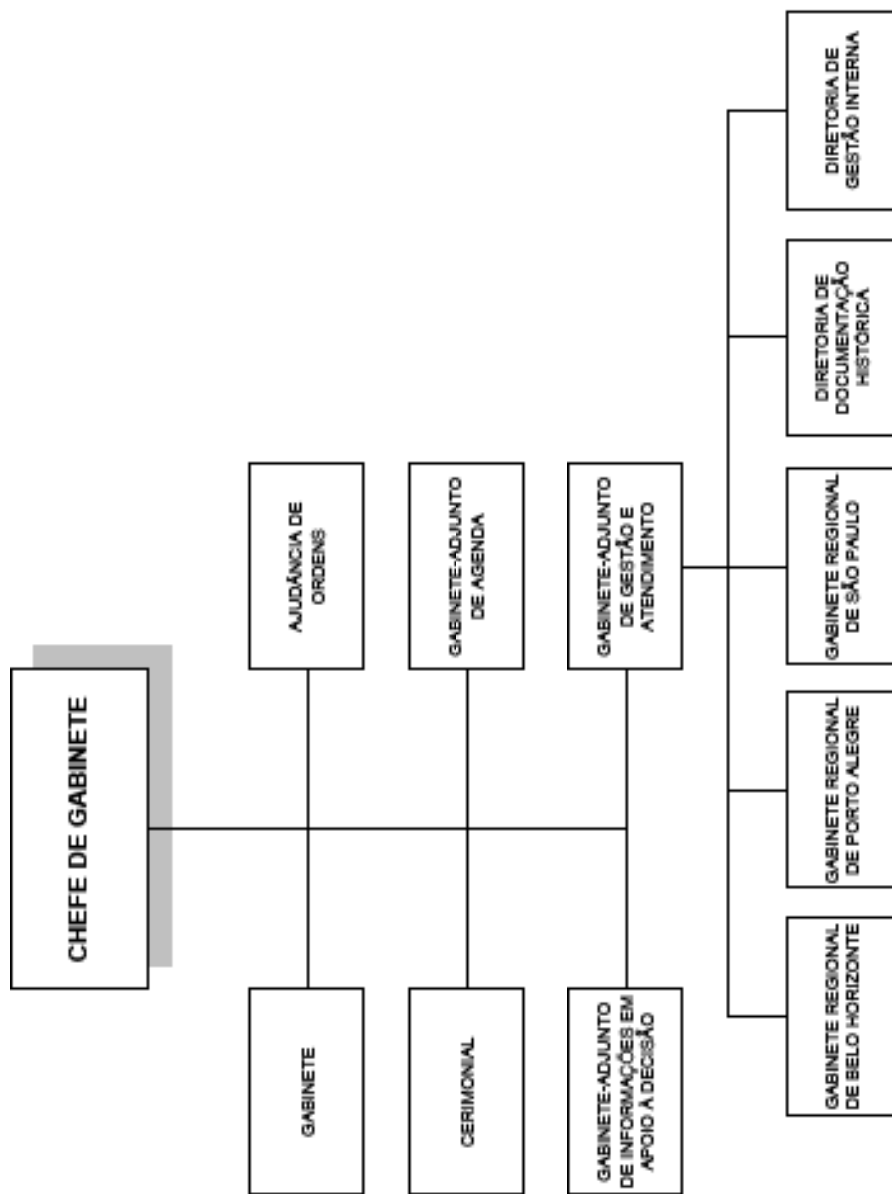 CHEFE DE GABINETE
GABINETE
AJUDÂNCIA DE
ORDENS
CERIMONIAL
GABINETE-ADJUNTO
DE AGENDA
GABINETE-ADJUNTO
DE INFORMAÇÕES EM
APOIO À DECISÃO
GABINETE-ADJUNTO
DE GESTÃO E
ATENDIMENTO
GABINETE REGIONAL
DE BELO HORIZONTE
GABINETE REGIONAL
DE PORTO ALEGRE
GABINETE REGIONAL
DE SÃO PAULO
DIRETORIA DE
DOCUMENTAÇÃO
HISTÓRICA
DIRETORIA DE
GESTÃO INTERNA